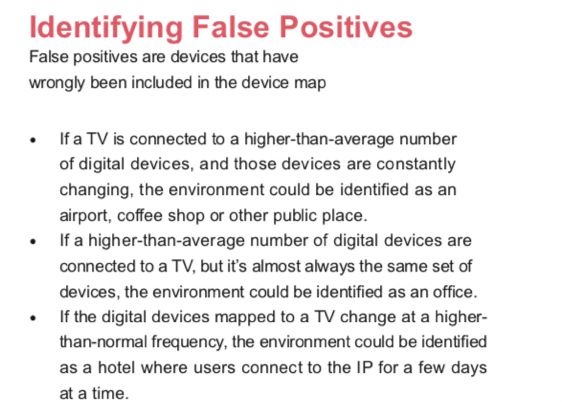 Identifying False Positives
False positives are devices that have
wrongly been included in the device map
• If a TV is connected to a higher-than-average number
of digital devices, and those devices are constantly
changing, the environment could be identified as an
airport, coffee shop or other public place.
• If a higher-than-average number of digital devices are
connected to a TV, but it’s almost always the same set of
devices, the environment could be identified as an office.
• If the digital devices mapped to a TV change at a higher-
than-normal frequency, the environment could be identified
as a hotel where users connect to the IP for a few days
at a time.